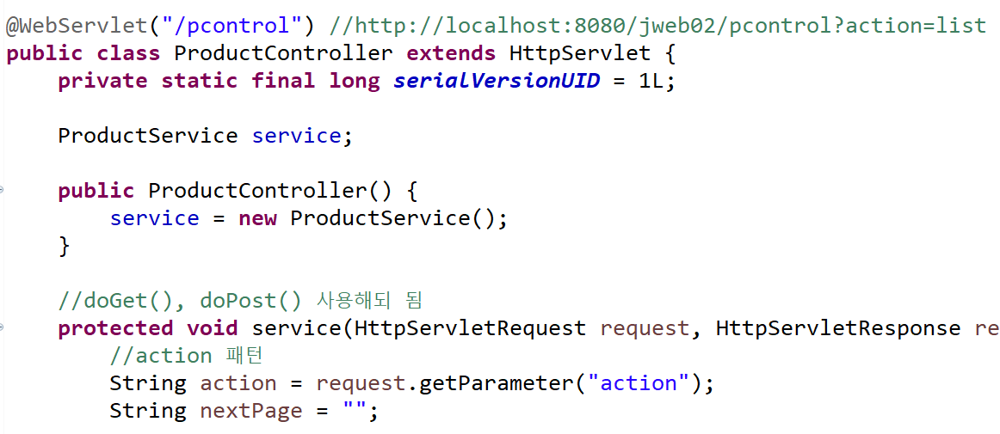 @WebServlet("/pcontrol") //http://localhost:8080/jweb02/pcontrol?action=list
public class ProductController extends HttpServlet {
private static final long serialVersionUID = 1L;
ProductService service;
public ProductController() {
service = new ProductService();
}
//doGet(), doPost() 사용해되 됨
protected void service(HttpServletRequest request, HttpServletResponse re
//action 패턴
String action = request.getParameter("action");
String nextPage = "";